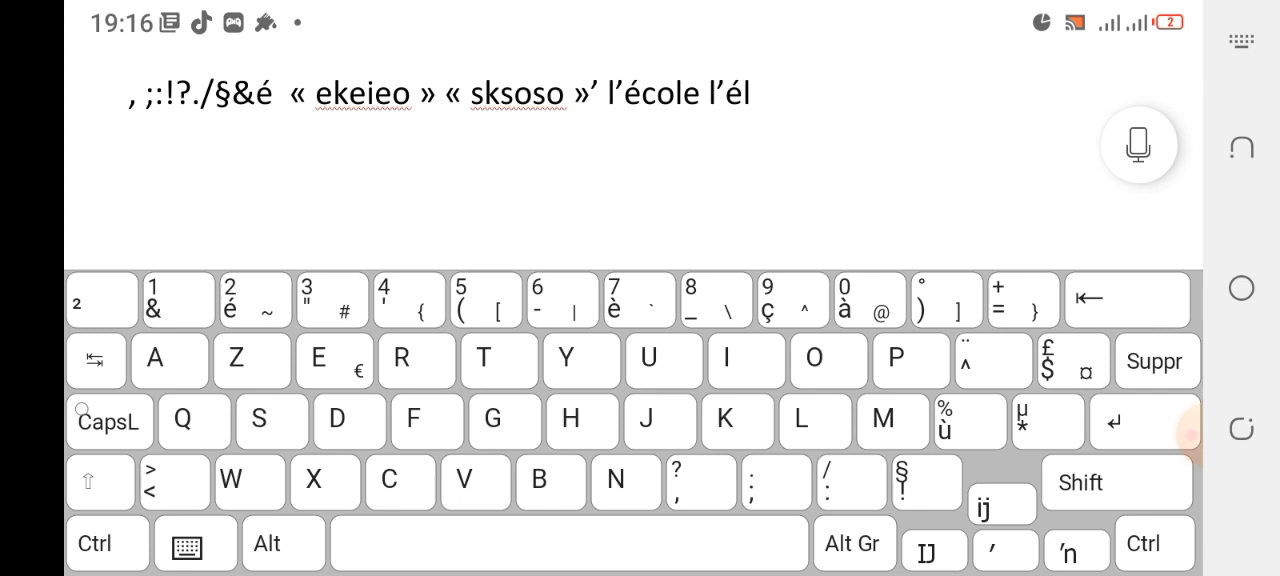 19:16
2
, ;:!?./§&é « ekeieo » « sksoso »’ l’école l’él
² 1 & 2 é ~ 3 " # 4 ' { 5 ( [ 6 - | 7 è ` 8 _ \ 9 ç ^ 0 à @ ° ) ] + = }
A Z E € R T Y U I O P ¨ ^ £ $ ¤ Suppr
CapsL Q S D F G H J K L M % ù µ *
> < W X C V B N ? , . ; / : § ! ij Shift
Ctrl Alt Alt Gr IJ ′ ′n Ctrl